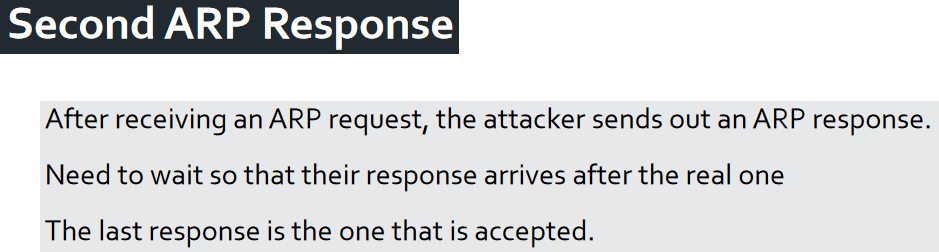 Second ARP Response
After receiving an ARP request, the attacker sends out an ARP response.
Need to wait so that their response arrives after the real one
The last response is the one that is accepted.